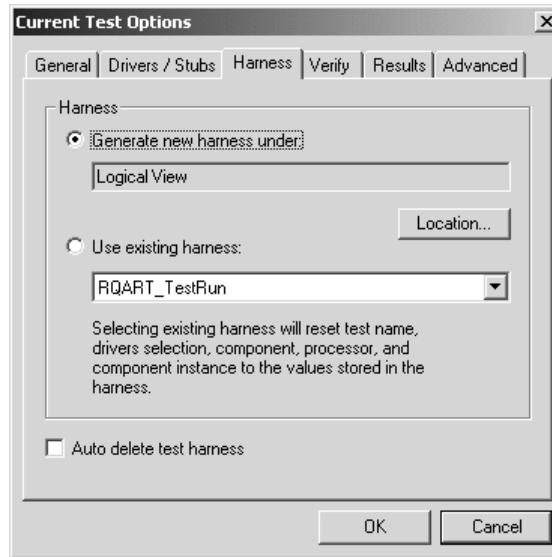 Current Test Options
General Drivers / Stubs Harness Verify Results Advanced
Harness
Generate new harness under:
Logical View
Location...
Use existing harness:
RQART_TestRun
Selecting existing harness will reset test name,
drivers selection, component, processor, and
component instance to the values stored in the
harness.
Auto delete test harness
OK Cancel